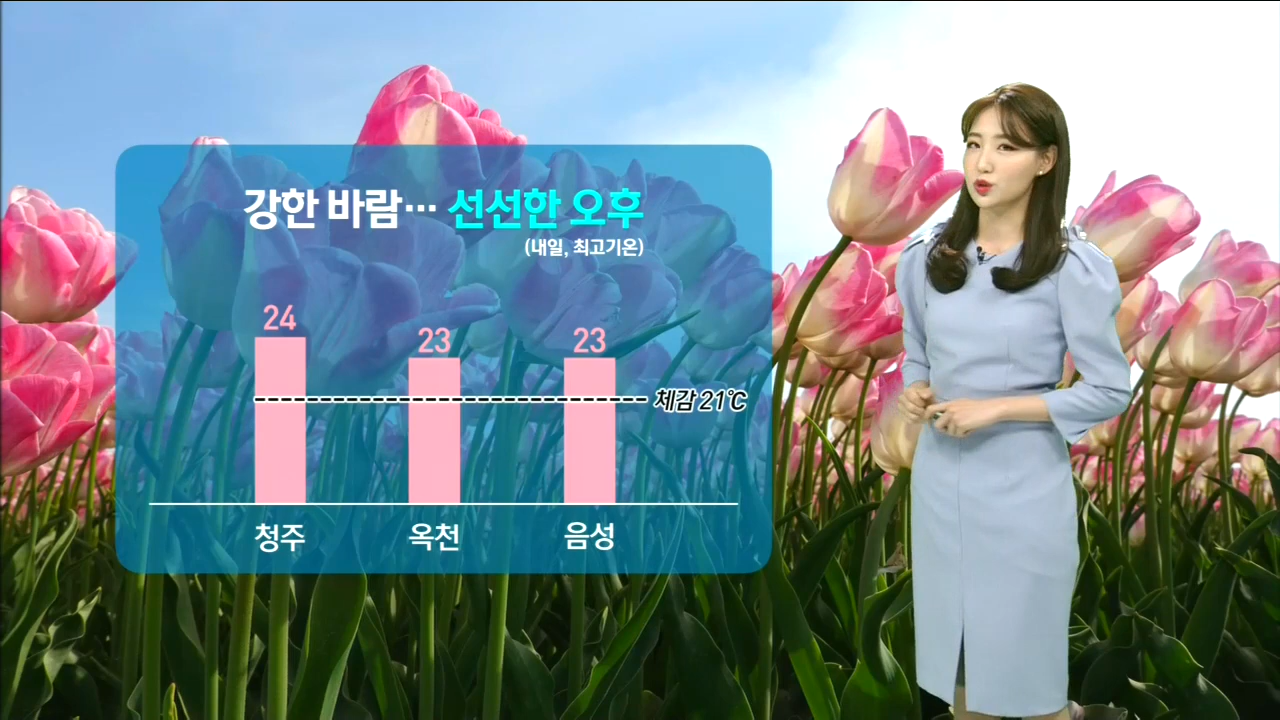 강한 바람… 선선한 오후
(내일, 최고기온)
24
23
23
체감 21℃
청주
옥천
음성